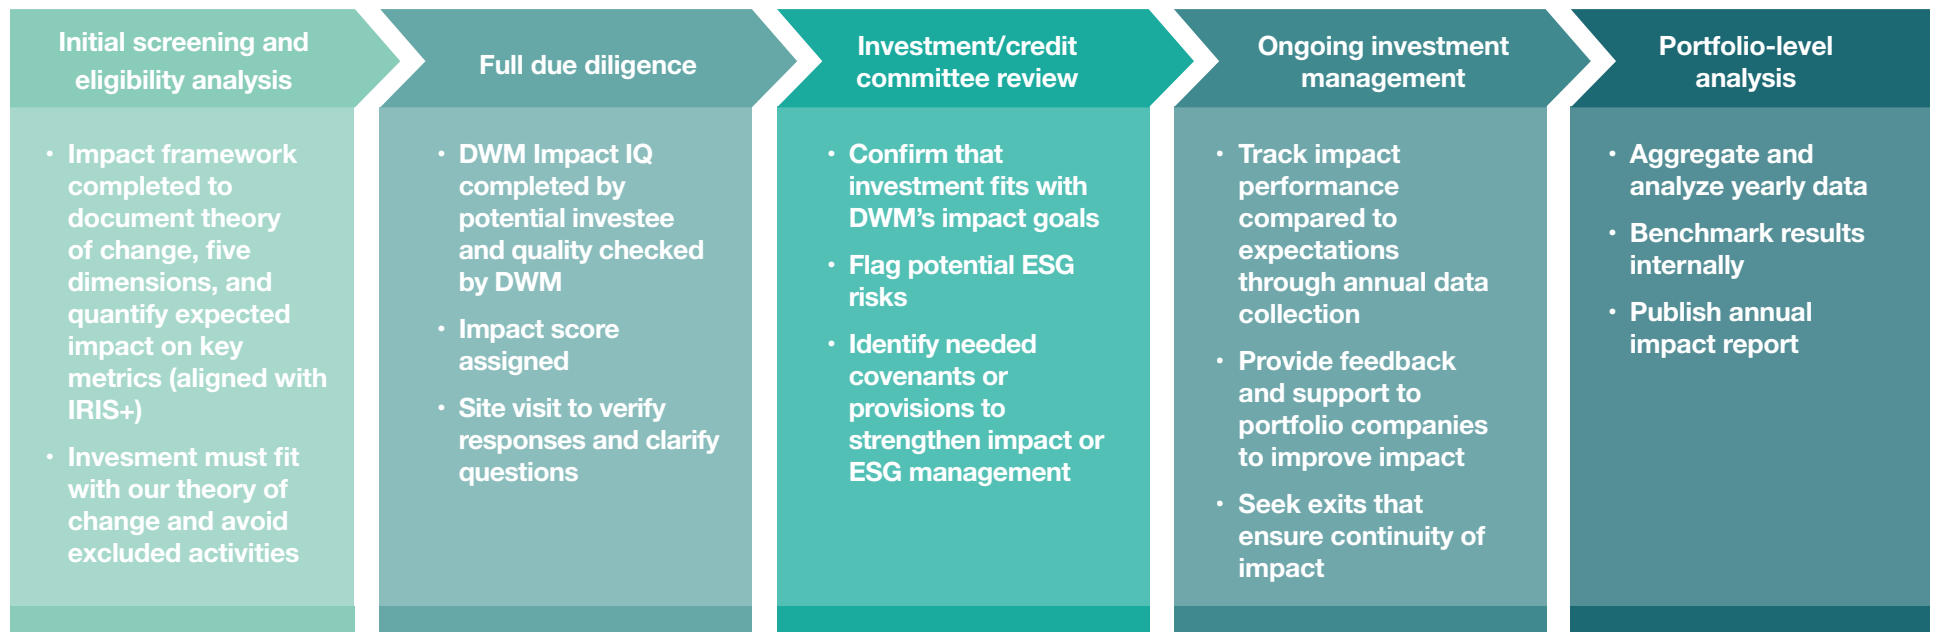 Initial screening and
eligibility analysis
• Impact framework
completed to
document theory
of change, five
dimensions, and
quantify expected
impact on key
metrics (aligned with
IRIS+)
• Invesment must fit
with our theory of
change and avoid
excluded activities
Full due diligence
• DWM Impact IQ
completed by
potential investee
and quality checked
by DWM
• Impact score
assigned
• Site visit to verify
responses and clarify
questions
Investment/credit
committee review
• Confirm that
investment fits with
DWM’s impact goals
• Flag potential ESG
risks
• Identify needed
covenants or
provisions to
strengthen impact or
ESG management
Ongoing investment
management
• Track impact
performance
compared to
expectations
through annual data
collection
• Provide feedback
and support to
portfolio companies
to improve impact
• Seek exits that
ensure continuity of
impact
Portfolio-level
analysis
• Aggregate and
analyze yearly data
• Benchmark results
internally
• Publish annual
impact report